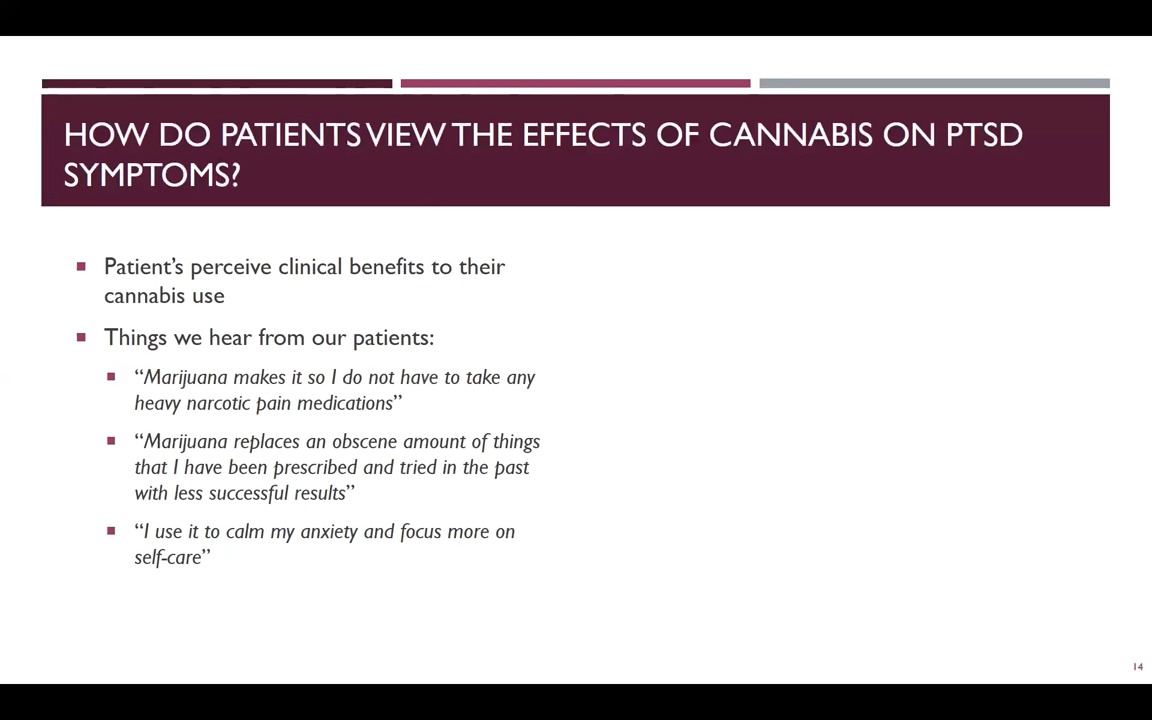 HOW DO PATIENTS VIEW THE EFFECTS OF CANNABIS ON PTSD
SYMPTOMS?
Patient’s perceive clinical benefits to their
cannabis use
Things we hear from our patients:
“Marijuana makes it so I do not have to take any
heavy narcotic pain medications”
“Marijuana replaces an obscene amount of things
that I have been prescribed and tried in the past
with less successful results”
“I use it to calm my anxiety and focus more on
self-care”
14